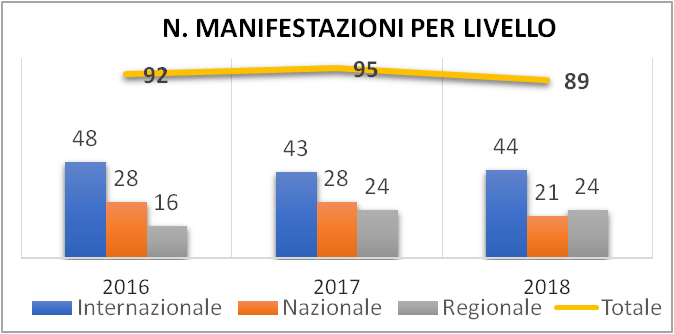 N. MANIFESTAZIONI PER LIVELLO
92 95 89
48 28 16 43 28 24 44 21 24
2016 2017 2018
Internazionale Nazionale Regionale Totale